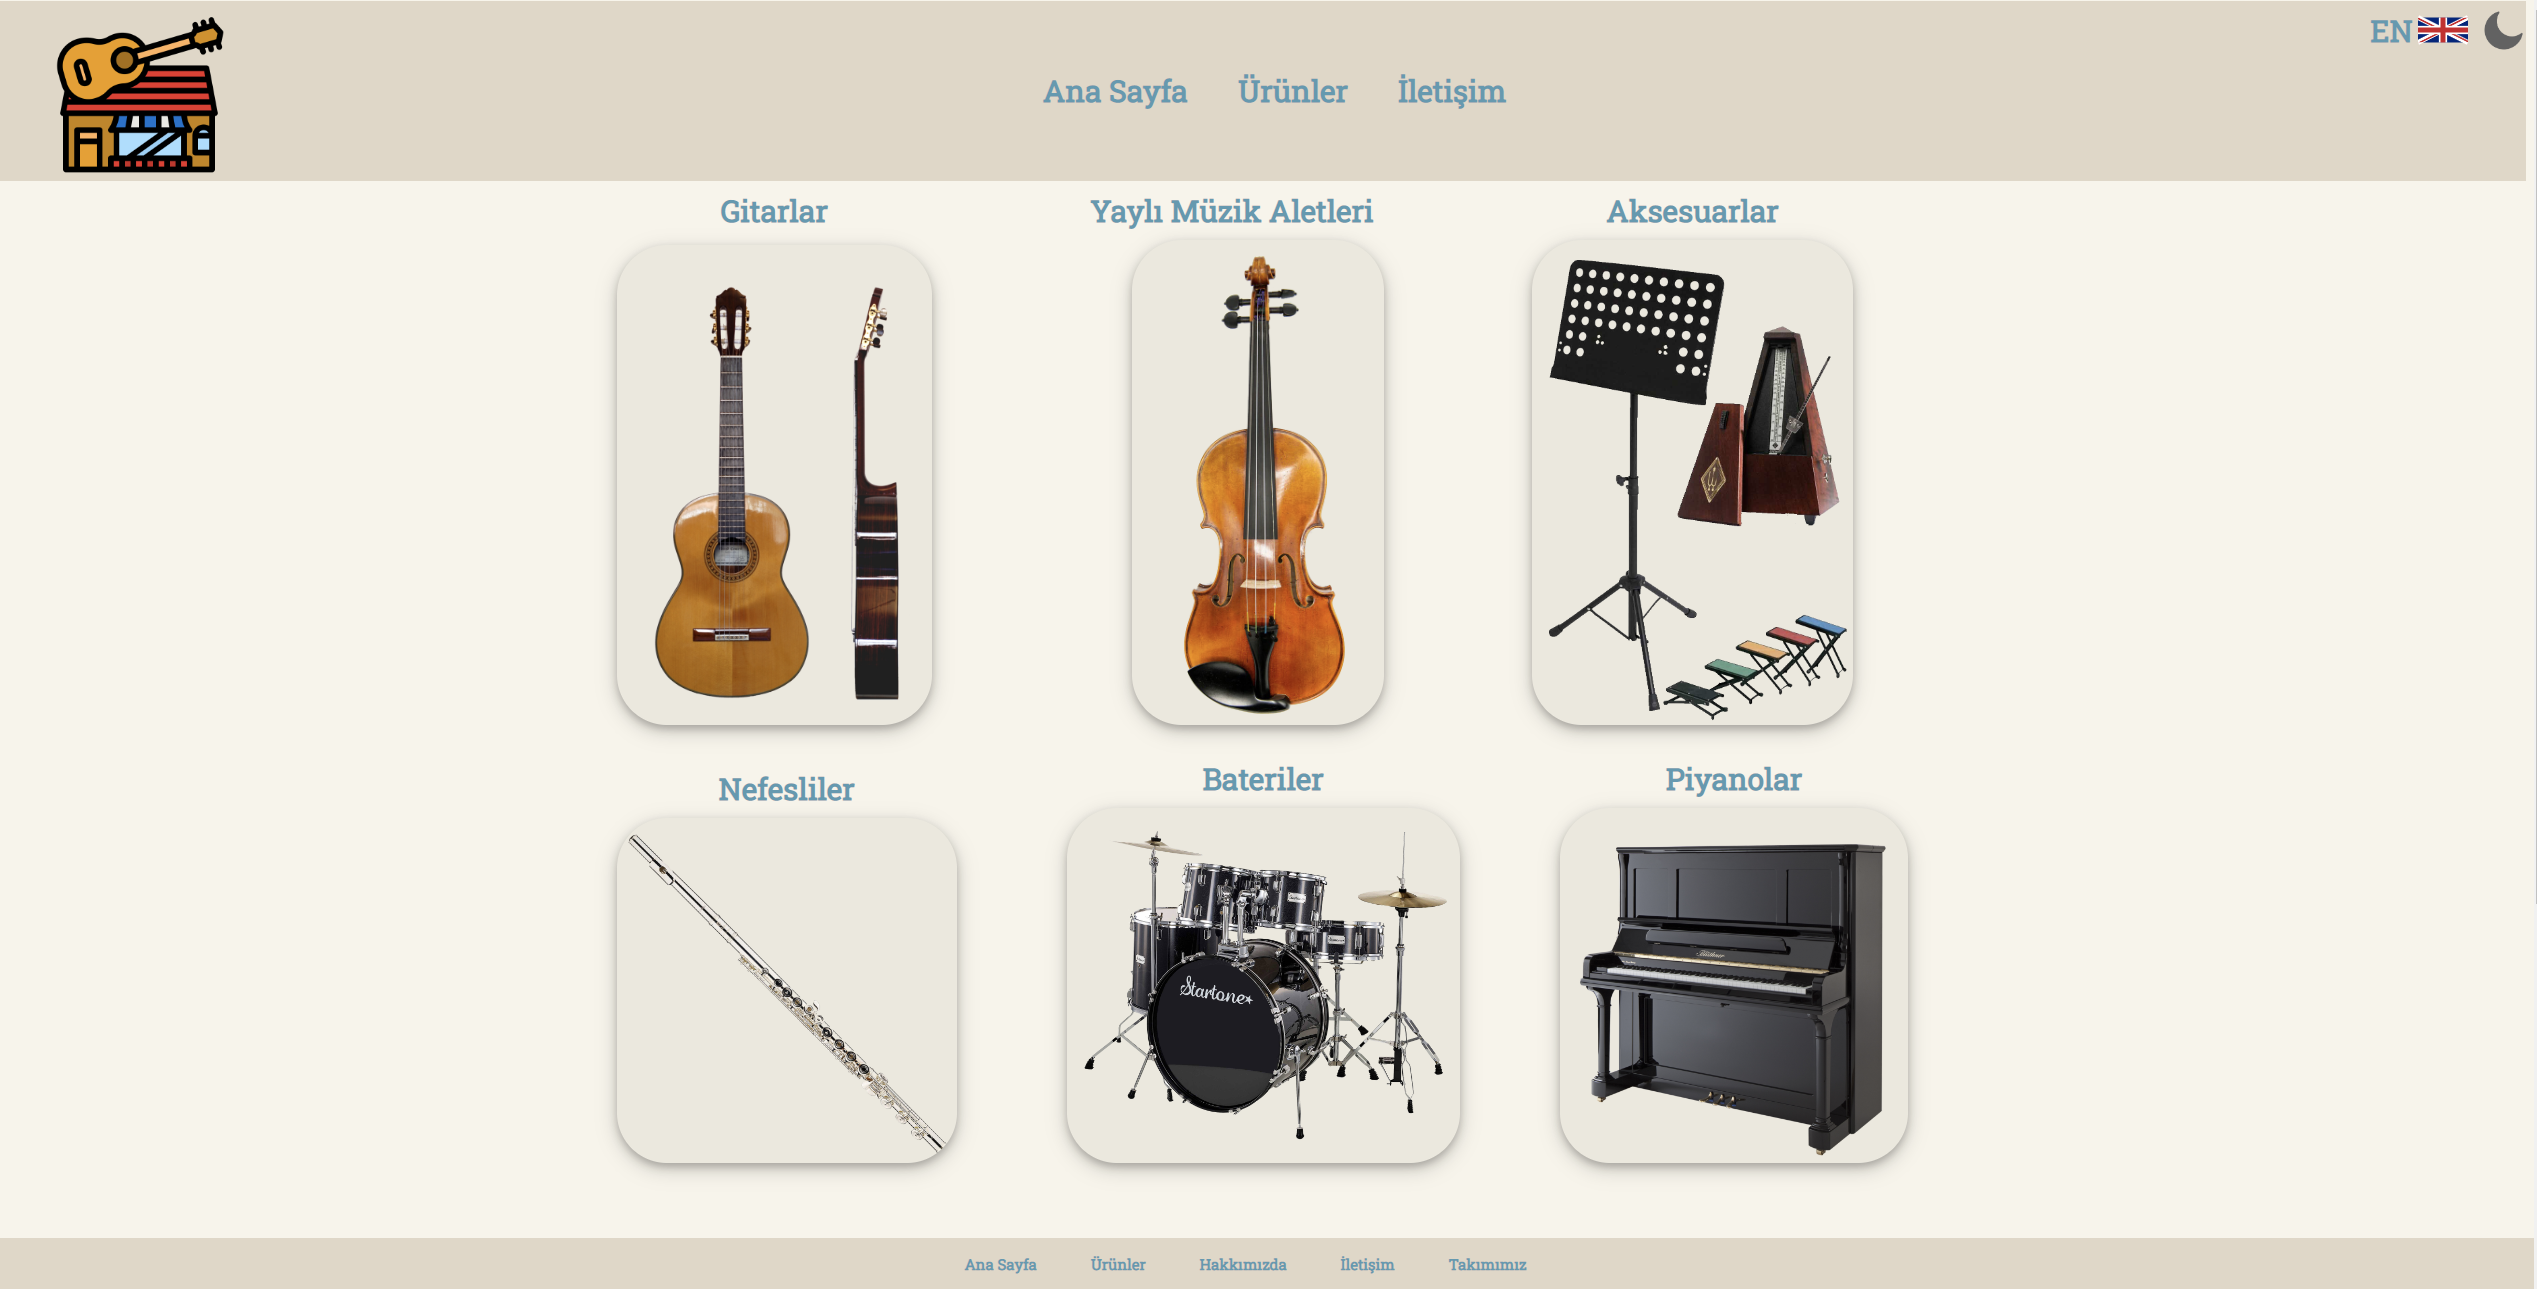 EN
Ana Sayfa Ürünler İletişim
Gitarlar Yaylı Müzik Aletleri Aksesuarlar
Nefesliler Bateriler Piyanolar
Startone
Ana Sayfa Ürünler Hakkımızda İletişim Takımımız